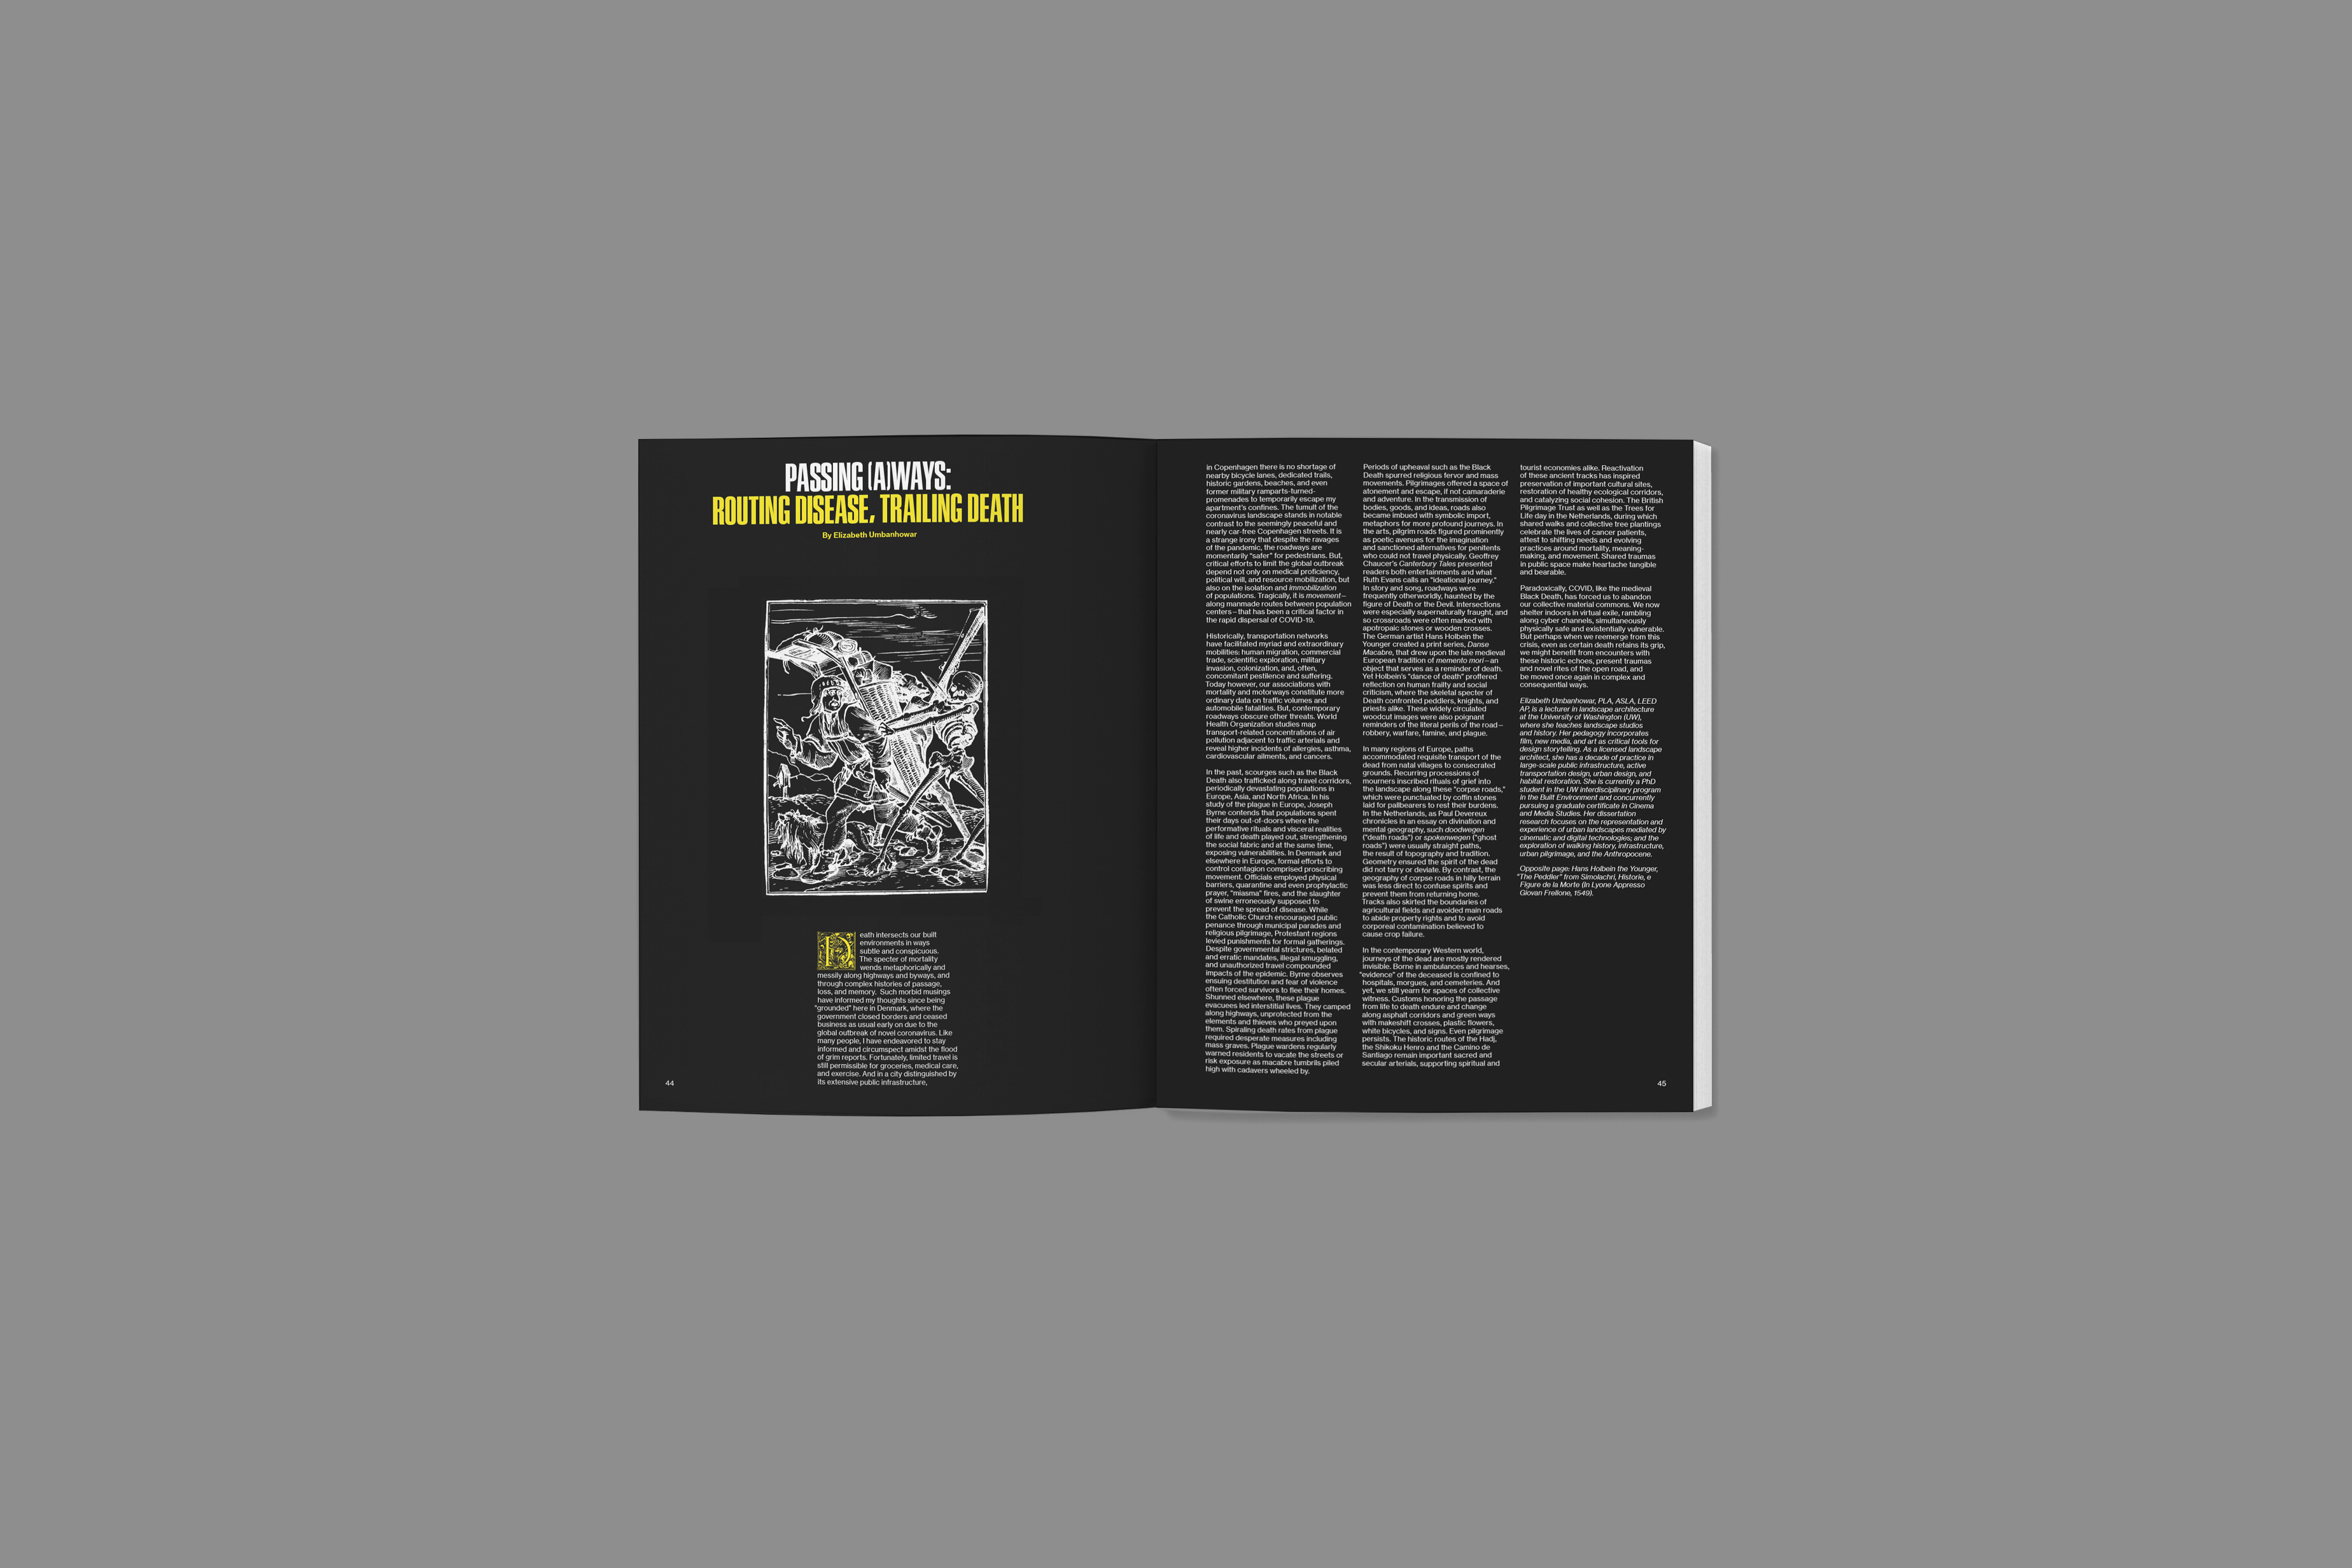 PASSING (A)WAYS:
ROUTING DISEASE, TRAILING DEATH
By Elizabeth Umbanhowar
Death intersects our built
environments in ways
subtle and conspicuous.
The specter of mortality
wends metaphorically and
messily along highways and byways, and
through complex histories of passage,
loss, and memory.  Such morbid musings
have informed my thoughts since being
“grounded” here in Denmark, where the
government closed borders and ceased
business as usual early on due to the
global outbreak of novel coronavirus. Like
many people, I have endeavored to stay
informed and circumspect amidst the flood
of grim reports. Fortunately, limited travel is
still permissible for groceries, medical care,
and exercise. And in a city distinguished by
its extensive public infrastructure,
44
in Copenhagen there is no shortage of
nearby bicycle lanes, dedicated trails,
historic gardens, beaches, and even
former military ramparts-turned-
promenades to temporarily escape my
apartment’s confines. The tumult of the
coronavirus landscape stands in notable
contrast to the seemingly peaceful and
nearly car-free Copenhagen streets. It is
a strange irony that despite the ravages
of the pandemic, the roadways are
momentarily “safer” for pedestrians. But,
critical efforts to limit the global outbreak
depend not only on medical proficiency,
political will, and resource mobilization, but
also on the isolation and immobilization
of populations. Tragically, it is movement—
along manmade routes between population
centers—that has been a critical factor in
the rapid dispersal of COVID-19.
Historically, transportation networks
have facilitated myriad and extraordinary
mobilities: human migration, commercial
trade, scientific exploration, military
invasion, colonization, and, often,
concomitant pestilence and suffering.
Today however, our associations with
mortality and motorways constitute more
ordinary data on traffic volumes and
automobile fatalities. But, contemporary
roadways obscure other threats. World
Health Organization studies map
transport-related concentrations of air
pollution adjacent to traffic arterials and
reveal higher incidents of allergies, asthma,
cardiovascular ailments, and cancers.
In the past, scourges such as the Black
Death also trafficked along travel corridors,
periodically devastating populations in
Europe, Asia, and North Africa. In his
study of the plague in Europe, Joseph
Byrne contends that populations spent
their days out-of-doors where the
performative rituals and visceral realities
of life and death played out, strengthening
the social fabric and at the same time,
exposing vulnerabilities. In Denmark and
elsewhere in Europe, formal efforts to
control contagion comprised proscribing
movement. Officials employed physical
barriers, quarantine and even prophylactic
prayer, “miasma” fires, and the slaughter
of swine erroneously supposed to
prevent the spread of disease. While
the Catholic Church encouraged public
penance through municipal parades and
religious pilgrimage, Protestant regions
levied punishments for formal gatherings.
Despite governmental strictures, belated
and erratic mandates, illegal smuggling,
and unauthorized travel compounded
impacts of the epidemic. Byrne observes
ensuing destitution and fear of violence
often forced survivors to flee their homes.
Shunned elsewhere, these plague
evacuees led interstitial lives. They camped
along highways, unprotected from the
elements and thieves who preyed upon
them. Spiraling death rates from plague
required desperate measures including
mass graves. Plague wardens regularly
warned residents to vacate the streets or
risk exposure as macabre tumbrils piled
high with cadavers wheeled by.
Periods of upheaval such as the Black
Death spurred religious fervor and mass
movements. Pilgrimages offered a space of
atonement and escape, if not camaraderie
and adventure. In the transmission of
bodies, goods, and ideas, roads also
became imbued with symbolic import,
metaphors for more profound journeys. In
the arts, pilgrim roads figured prominently
as poetic avenues for the imagination
and sanctioned alternatives for penitents
who could not travel physically. Geoffrey
Chaucer’s Canterbury Tales presented
readers both entertainments and what
Ruth Evans calls an “ideational journey.”
In story and song, roadways were
frequently otherworldly, haunted by the
figure of Death or the Devil. Intersections
were especially supernaturally fraught, and
so crossroads were often marked with
apotropaic stones or wooden crosses.
The German artist Hans Holbein the
Younger created a print series, Danse
Macabre, that drew upon the late medieval
European tradition of memento mori—an
object that serves as a reminder of death.
Yet Holbein’s “dance of death” proffered
reflection on human frailty and social
criticism, where the skeletal specter of
Death confronted peddlers, knights, and
priests alike. These widely circulated
woodcut images were also poignant
reminders of the literal perils of the road—
robbery, warfare, famine, and plague.
In many regions of Europe, paths
accommodated requisite transport of the
dead from natal villages to consecrated
grounds. Recurring processions of
mourners inscribed rituals of grief into
the landscape along these “corpse roads,”
which were punctuated by coffin stones
laid for pallbearers to rest their burdens.
In the Netherlands, as Paul Devereux
chronicles in an essay on divination and
mental geography, such doodwegen
(“death roads”) or spokenwegen (“ghost
roads”) were usually straight paths,
the result of topography and tradition.
Geometry ensured the spirit of the dead
did not tarry or deviate. By contrast, the
geography of corpse roads in hilly terrain
was less direct to confuse spirits and
prevent them from returning home.
Tracks also skirted the boundaries of
agricultural fields and avoided main roads
to abide property rights and to avoid
corporeal contamination believed to
cause crop failure.
In the contemporary Western world,
journeys of the dead are mostly rendered
invisible. Borne in ambulances and hearses,
“evidence” of the deceased is confined to
hospitals, morgues, and cemeteries. And
yet, we still yearn for spaces of collective
witness. Customs honoring the passage
from life to death endure and change
along asphalt corridors and green ways
with makeshift crosses, plastic flowers,
white bicycles, and signs. Even pilgrimage
persists. The historic routes of the Hadj,
the Shikoku Henro and the Camino de
Santiago remain important sacred and
secular arterials, supporting spiritual and
tourist economies alike. Reactivation
of these ancient tracks has inspired
preservation of important cultural sites,
restoration of healthy ecological corridors,
and catalyzing social cohesion. The British
Pilgrimage Trust as well as the Trees for
Life day in the Netherlands, during which
shared walks and collective tree plantings
celebrate the lives of cancer patients,
attest to shifting needs and evolving
practices around mortality, meaning-
making, and movement. Shared traumas
in public space make heartache tangible
and bearable.
Paradoxically, COVID, like the medieval
Black Death, has forced us to abandon
our collective material commons. We now
shelter indoors in virtual exile, rambling
along cyber channels, simultaneously
physically safe and existentially vulnerable.
But perhaps when we reemerge from this
crisis, even as certain death retains its grip,
we might benefit from encounters with
these historic echoes, present traumas
and novel rites of the open road, and
be moved once again in complex and
consequential ways.
Elizabeth Umbanhowar, PLA, ASLA, LEED
AP, is a lecturer in landscape architecture
at the University of Washington (UW),
where she teaches landscape studios
and history. Her pedagogy incorporates
film, new media, and art as critical tools for
design storytelling. As a licensed landscape
architect, she has a decade of practice in
large-scale public infrastructure, active
transportation design, urban design, and
habitat restoration. She is currently a PhD
student in the UW interdisciplinary program
in the Built Environment and concurrently
pursuing a graduate certificate in Cinema
and Media Studies. Her dissertation
research focuses on the representation and
experience of urban landscapes mediated by
cinematic and digital technologies; and the
exploration of walking history, infrastructure,
urban pilgrimage, and the Anthropocene.
Opposite page: Hans Holbein the Younger,
“The Peddler” from Simolachri, Historie, e
Figure de la Morte (In Lyone Appresso
Giovan Frellone, 1549).
45